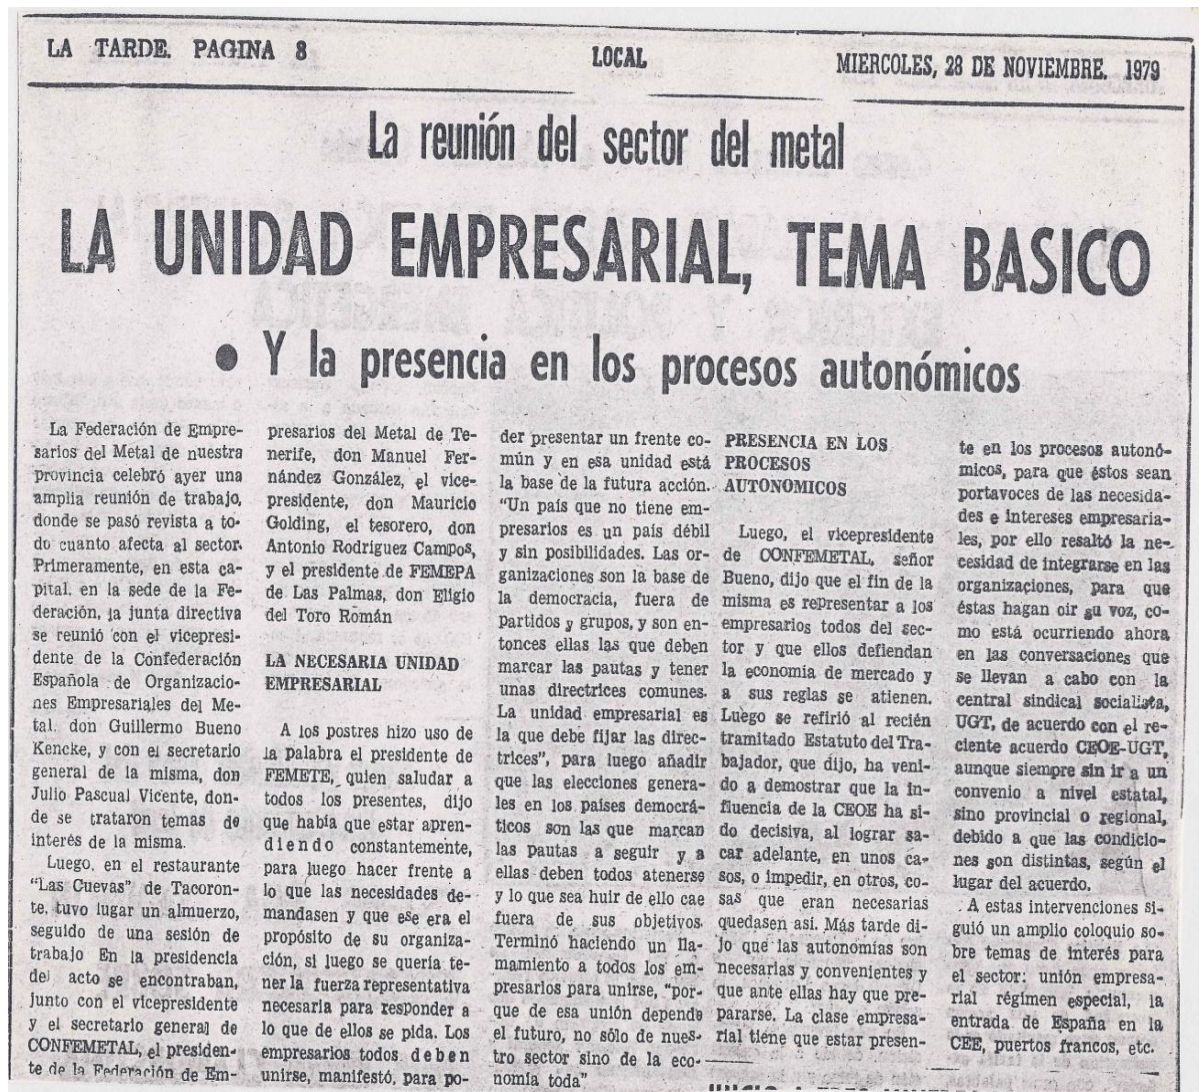 LA TARDE. PAGINA 8
LOCAL
MIERCOLES, 28 DE NOVIEMBRE. 1979
La reunión del sector del metal
LA UNIDAD EMPRESARIAL, TEMA BASICO
● Y la presencia en los procesos autonómicos
La Federación de Empre-
sarios del Metal de nuestra
provincia celebró ayer una
amplia reunión de trabajo,
donde se pasó revista a to-
do cuanto afecta al sector.
Primeramente, en esta ca-
pital, en la sede de la Fe-
deración, la junta directiva
se reunió con el vicepresi-
dente de la Confederación
Española de Organizacio-
nes Empresariales del Me-
tal. don Guillermo Bueno
Kencke, y con el secretario
general de la misma, don
Julio Pascual Vicente, don-
de se trataron temas de
interés de la misma.
Luego, en el restaurante
"Las Cuevas" de Tacoron-
te, tuvo lugar un almuerzo,
seguido de una sesión de
trabajo En la presidencia
del acto se encontraban,
junto con el vicepresidente
y el secretario general de
CONFEMETAL, el presiden-
te de la Federación de Em-
presarios del Metal de Te-
nerife, don Manuel Fer-
nández González, el vice-
presidente, don Mauricio
Golding, el tesorero, don
Antonio Rodríguez Campos,
y el presidente de FEMEPA
de Las Palmas, don Eligio
del Toro Román
LA NECESARIA UNIDAD
EMPRESARIAL
A los postres hizo uso de
la palabra el presidente de
FEMETE, quien saludar a
todos los presentes, dijo
que había que estar apren-
diendo constantemente,
para luego hacer frente a
lo que las necesidades de-
mandasen y que ese era el
propósito de su organiza-
ción, si luego se quería te-
ner la fuerza representativa
necesaria para responder a
lo que de ellos se pida. Los
empresarios todos deben
unirse, manifestó, para po-
der presentar un frente co-
mún y en esa unidad está
la base de la futura acción.
"Un país que no tiene em-
presarios es un país débil
y sin posibilidades. Las or-
ganizaciones son la base de
la democracia, fuera de
partidos y grupos, y son en-
tonces ellas las que deben
marcar las pautas y tener
unas directrices comunes.
La unidad empresarial es
la que debe fijar las direc-
trices", para luego añadir
que las elecciones genera-
les en los países democrá-
ticos son las que marcan
las pautas a seguir y a
ellas deben todos atenerse
y lo que sea huir de ello cae
fuera de sus objetivos.
Terminó haciendo un lla-
mamiento a todos los em-
presarios para unirse, "por-
que de esa unión depende
el futuro, no sólo de nues-
tro sector sino de la eco-
nomía toda"
PRESENCIA EN LOS
PROCESOS
AUTONOMICOS
Luego, el vicepresidente
de CONFEMETAL, señor
Bueno, dijo que el fin de la
misma es representar a los
empresarios todos del sec-
tor y que ellos defiendan
la economía de mercado y
a sus reglas se atienen.
Luego se refirió al recién
tramitado Estatuto del Tra-
bajador, que dijo, ha veni-
do a demostrar que la in-
fluencia de la CEOE ha si-
do decisiva, al lograr sa-
car adelante, en unos ca-
sos, o impedir, en otros, co-
sas que eran necesarias
quedasen así. Más tarde di-
jo que las autonomías son
necesarias y convenientes y
que ante ellas hay que pre-
pararse. La clase empresa-
rial tiene que estar presen-
te en los procesos autonó-
micos, para que éstos sean
portavoces de las necesida-
des e intereses empresaria-
les, por ello resaltó la ne-
cesidad de integrarse en las
organizaciones, para que
éstas hagan oir su voz, co-
mo está ocurriendo ahora
en las conversaciones que
se llevan a cabo con la
central sindical socialista,
UGT, de acuerdo con el re-
ciente acuerdo CEOE-UGT,
aunque siempre sin ir a un
convenio a nivel estatal,
sino provincial o regional,
debido a que las condicio-
nes son distintas, según el
lugar del acuerdo.
A estas intervenciones si-
guió un amplio coloquio so-
bre temas de interés para
el sector: unión empresa-
rial régimen especial, la
entrada de España en la
CEE, puertos francos, etc.